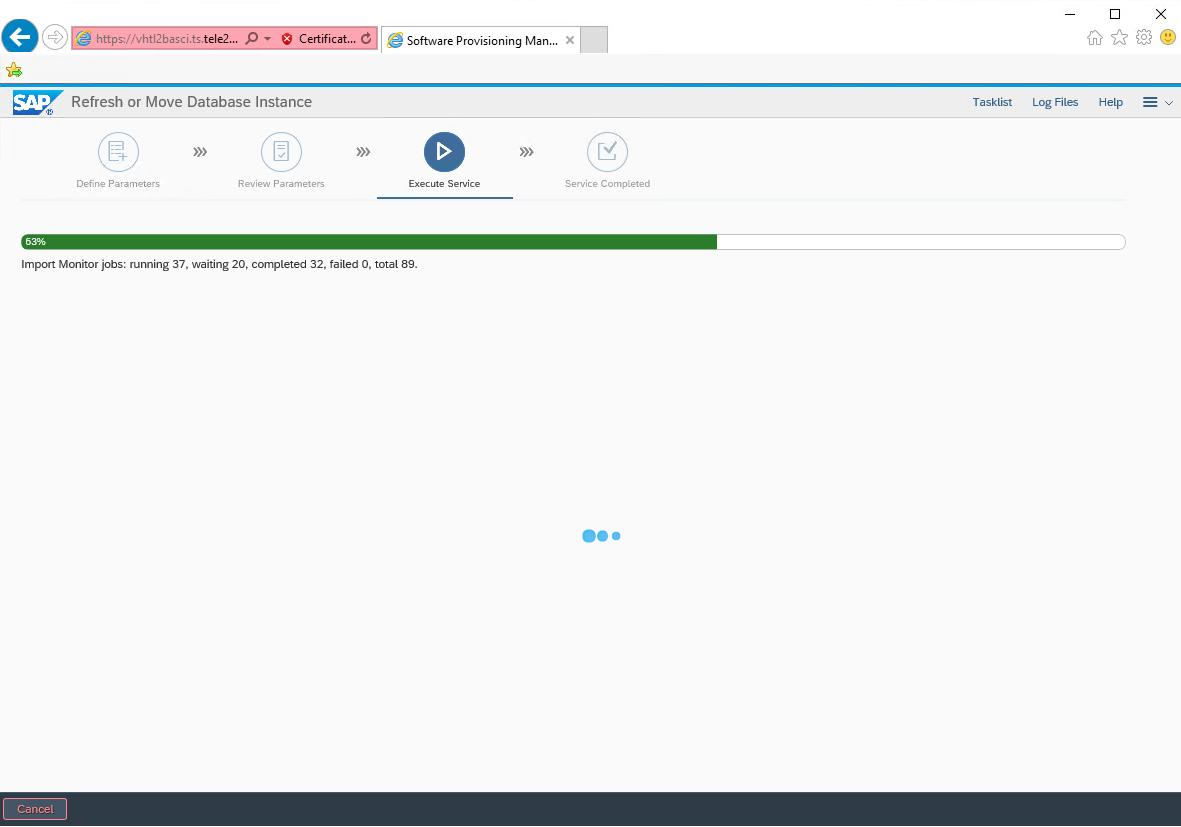 https://vhtl2basci.ts.tele2...
Certificat...
Software Provisioning Man...
SAP
Refresh or Move Database Instance
Tasklist
Log Files
Help
Define Parameters
Review Parameters
Execute Service
Service Completed
63%
Import Monitor jobs: running 37, waiting 20, completed 32, failed 0, total 89.
Cancel